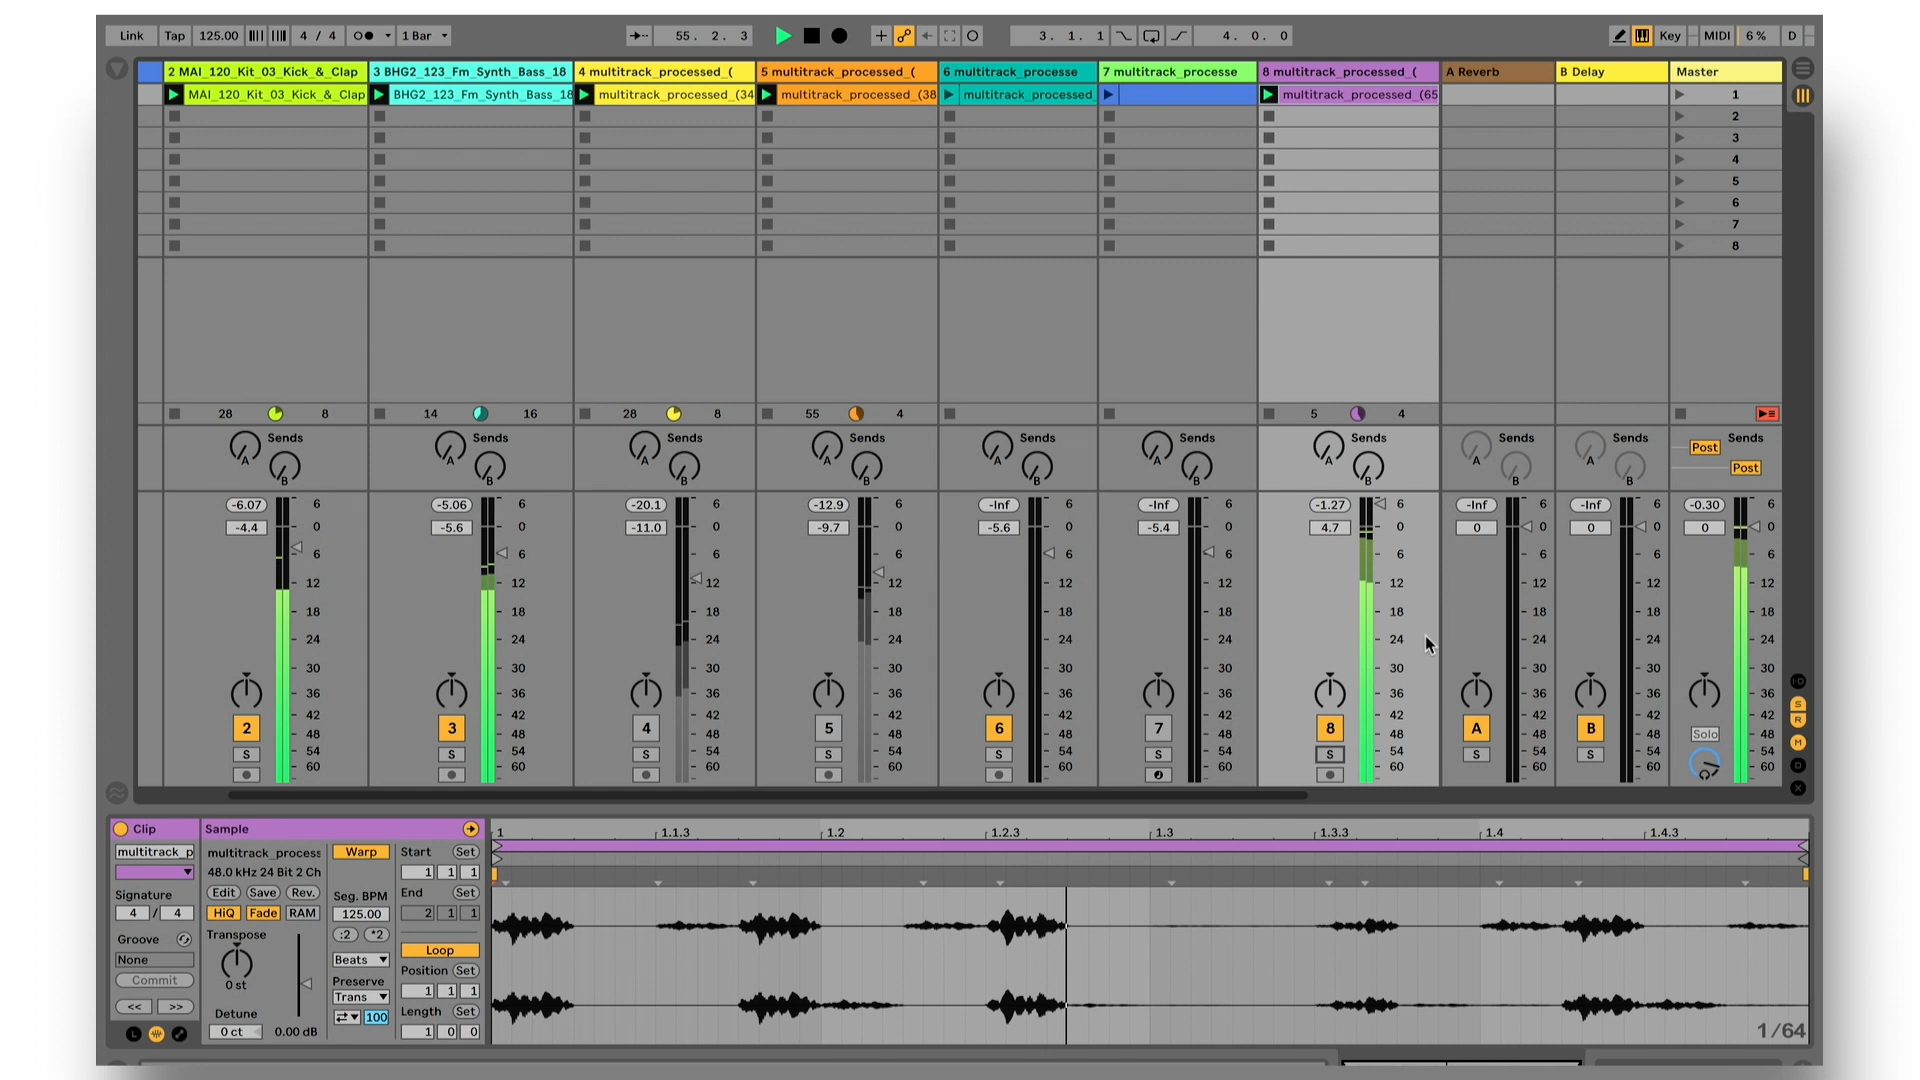 Link Tap 125.00 4 / 4 1 Bar 55. 2. 3 3. 1. 1 4. 0. 0 Key MIDI 6 % D
2 MAI_120_Kit_03_Kick_&_Clap 3 BHG2_123_Fm_Synth_Bass_18 4 multitrack_processed_( 5 multitrack_processed_( 6 multitrack_processe 7 multitrack_processe 8 multitrack_processed_( A Reverb B Delay Master
MAI_120_Kit_03_Kick_&_Clap BHG2_123_Fm_Synth_Bass_18 multitrack_processed_(34 multitrack_processed_(38 multitrack_processed_ multitrack_processed_(65 1
2
3
4
5
6
7
8
28 8 14 16 28 8 55 4 5 4
Sends Sends Sends Sends Sends Sends Sends Sends Sends Sends
A A A A A A A A A Post
B B B B B B B B B Post
-6.07 6 -5.06 6 -20.1 6 -12.9 6 -Inf 6 -Inf 6 -1.27 6 -Inf 6 -Inf 6 -0.30 6
-4.4 0 -5.6 0 -11.0 0 -9.7 0 -5.6 0 -5.4 0 4.7 0 0 0 0 0 0 0
6 6 6 6 6 6 6 6 6 6
12 12 12 12 12 12 12 12 12 12
18 18 18 18 18 18 18 18 18 18
24 24 24 24 24 24 24 24 24 24
30 30 30 30 30 30 30 30 30 30
36 36 36 36 36 36 36 36 36 36
42 42 42 42 42 42 42 42 42 42
2 3 4 5 6 7 8 A B Solo
48 48 48 48 48 48 48 48 48 48
S S S S S S S S S
54 54 54 54 54 54 54 54 54 54
60 60 60 60 60 60 60 60 60 60
I·O
S
R
M
D
X
Clip Sample 1 1.1.3 1.2 1.2.3 1.3 1.3.3 1.4 1.4.3
multitrack_p multitrack_process Warp Start Set
48.0 kHz 24 Bit 2 Ch 1 1 1
Signature Edit Save Rev. Seg. BPM End Set
4 / 4 HiQ Fade RAM 125.00 2 1 1
Groove Transpose :2 *2
None Beats Loop
Commit 0 st Preserve Position Set
Trans 1 1 1
<< >> Detune 100 Length Set
L 0 ct 0.00 dB 1 0 0
1/64